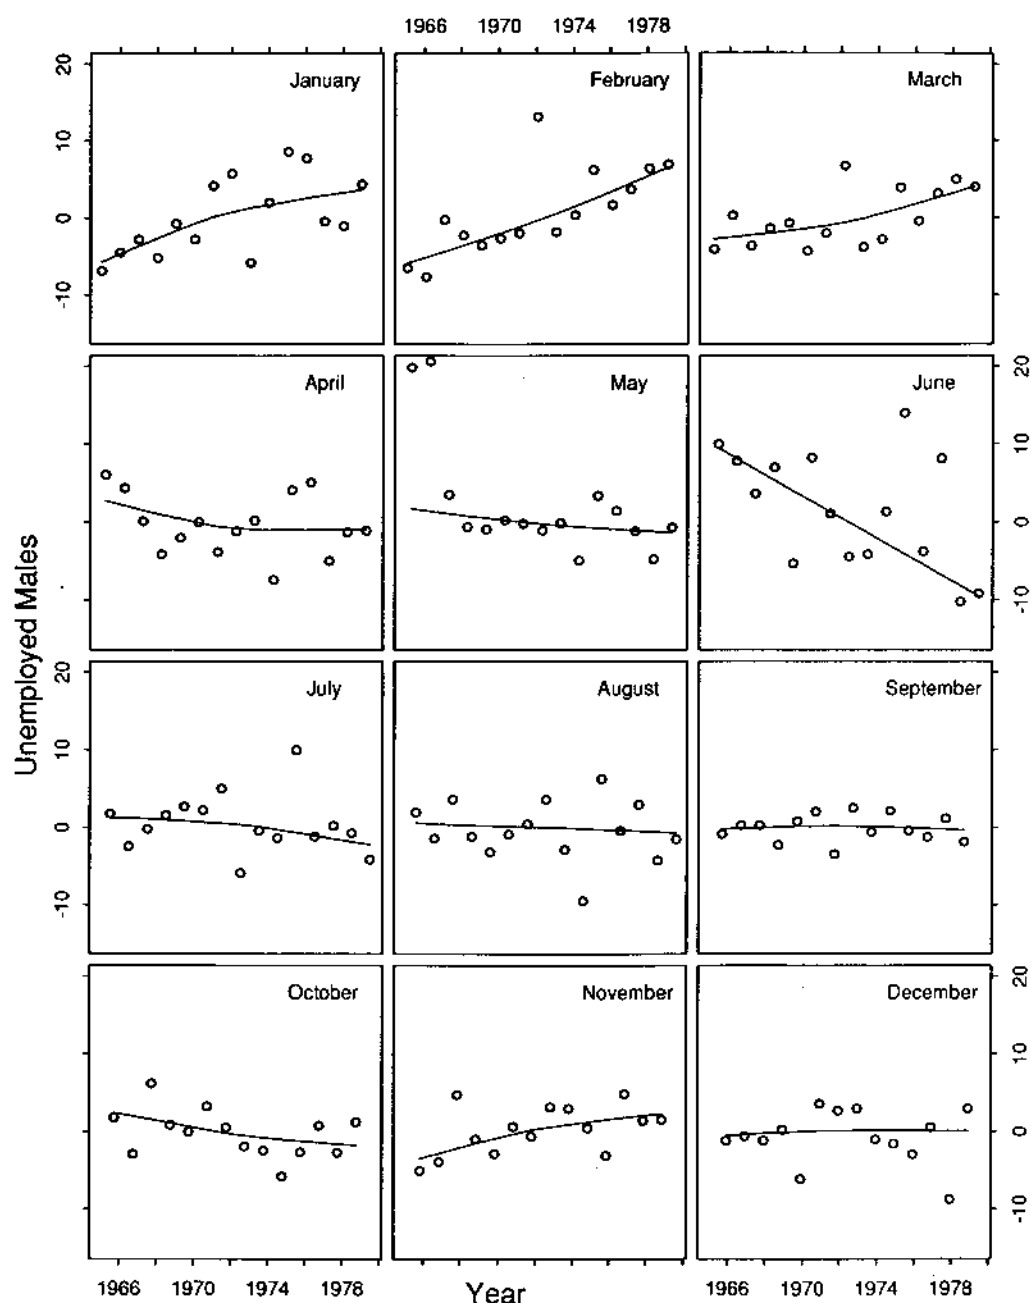 1966 1970 1974 1978
20
10
0
-10
January
February
March
April
May
June
20
10
0
-10
Unemployed Males
20
10
0
-10
July
August
September
October
November
December
20
10
0
-10
1966 1970 1974 1978
1966 1970 1974 1978
Year